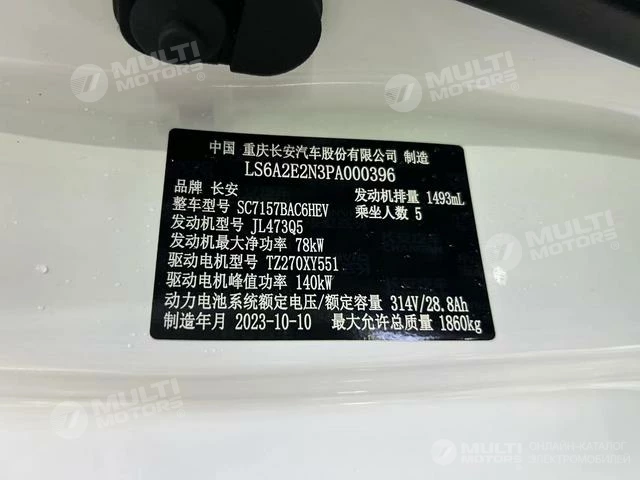 MULTI MOTORS
MULTI MOTORS
中国 重庆长安汽车股份有限公司 制造
LS6A2E2N3PA000396
品牌 长安 发动机排量 1493mL
整车型号 SC7157BAC6HEV 乘坐人数 5
发动机型号 JL473Q5
发动机最大净功率 78kW
驱动电机型号 TZ270XY551
驱动电机峰值功率 140kW
动力电池系统额定电压/额定容量 314V/28.8Ah
制造年月 2023-10-10 最大允许总质量 1860kg
MULTI MOTORS
MULTI MOTORS
ОНЛАЙН-КАТАЛОГ
ЭЛЕКТРОМОБИЛЕЙ